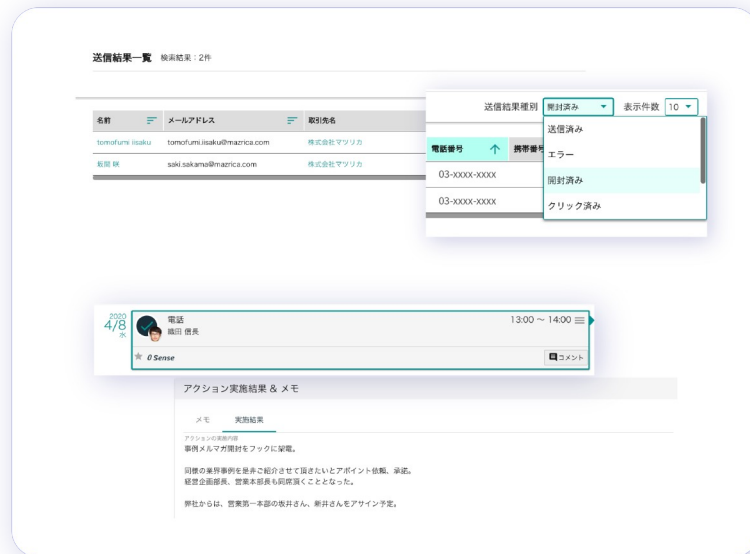 送信結果一覧 検索結果：2件
名前 メールアドレス 取引先名
tomofumi iisaku tomofumi.iisaku@mazrica.com 株式会社マツリカ
坂間 咲 saki.sakama@mazrica.com 株式会社マツリカ
送信結果種別 開封済み 表示件数 10
送信済み
エラー
開封済み
クリック済み
電話番号 携帯番号
03-xxxx-xxxx
03-xxxx-xxxx
2020
4/8
水
電話 13:00 ～ 14:00
織田 信長
0 Sense コメント
アクション実施結果 & メモ
メモ 実施結果
アクションの実施内容
事例メルマガ開封をフックに架電。
同様の業界事例を是非ご紹介させて頂きたいとアポイント依頼、承諾。
経営企画部長、営業本部長も同席頂くこととなった。
弊社からは、営業第一本部の坂井さん、新井さんをアサイン予定。